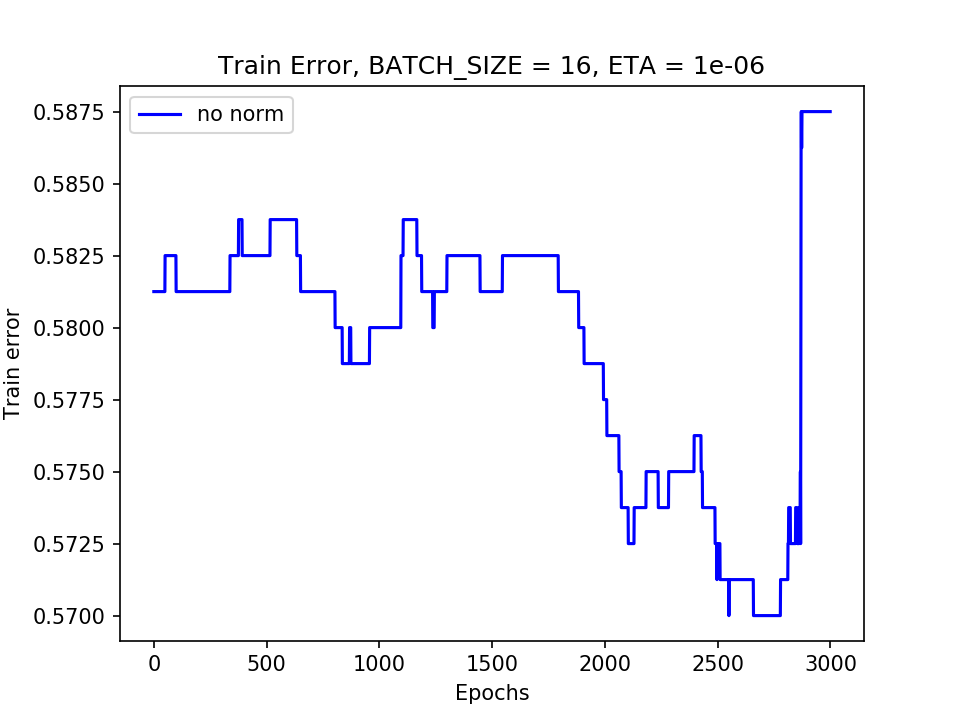 Train Error, BATCH_SIZE = 16, ETA = 1e-06
no norm
Train error
0.5875
0.5850
0.5825
0.5800
0.5775
0.5750
0.5725
0.5700
0 500 1000 1500 2000 2500 3000
Epochs